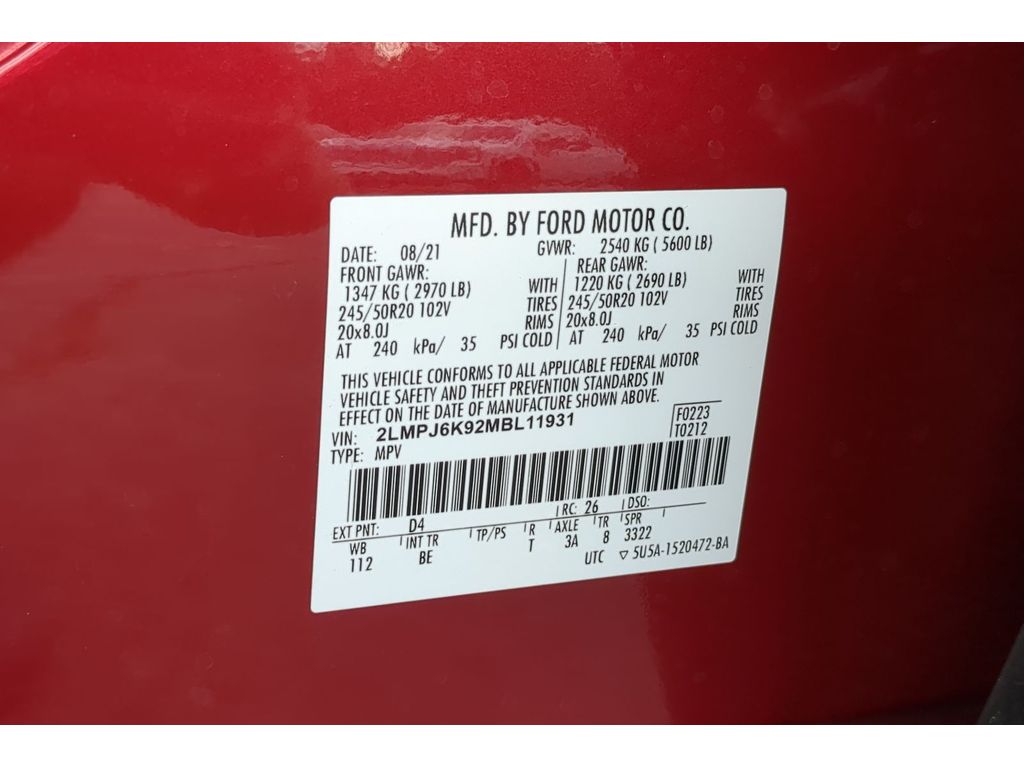 MFD. BY FORD MOTOR CO.
DATE: 08/21 GVWR: 2540 KG ( 5600 LB)
FRONT GAWR: REAR GAWR:
1347 KG ( 2970 LB) WITH 1220 KG ( 2690 LB) WITH
245/50R20 102V TIRES 245/50R20 102V TIRES
20x8.0J RIMS 20x8.0J RIMS
AT 240 kPa/ 35 PSI COLD AT 240 kPa/ 35 PSI COLD
THIS VEHICLE CONFORMS TO ALL APPLICABLE FEDERAL MOTOR
VEHICLE SAFETY AND THEFT PREVENTION STANDARDS IN
EFFECT ON THE DATE OF MANUFACTURE SHOWN ABOVE.
VIN: 2LMPJ6K92MBL11931 F0223
TYPE: MPV T0212
EXT PNT: D4 RC: 26 DSO:
WB INT TR TP/PS R AXLE TR SPR
112 BE T 3A 8 3322
UTC ▽ 5U5A-1520472-BA